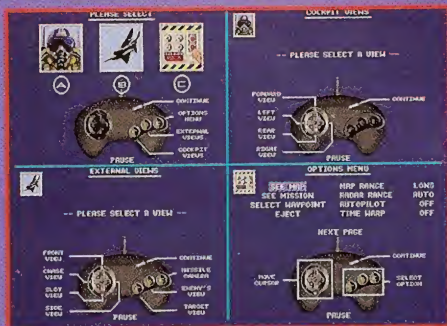 PLEASE SELECT
A
B
C
CONTINUE
OPTIONS
MENU
EXTERNAL
VIEWS
COCKPIT
VIEWS
PAUSE
COCKPIT VIEWS
-- PLEASE SELECT A VIEW --
FORWARD
VIEW
LEFT
VIEW
REAR
VIEW
RIGHT
VIEW
CONTINUE
PAUSE
EXTERNAL VIEWS
-- PLEASE SELECT A VIEW --
FRONT
VIEW
CHASE
VIEW
SLOT
VIEW
SIDE
VIEW
CONTINUE
MISSILE
CAMERA
ENEMY'S
VIEW
TARGET
VIEW
PAUSE
OPTIONS MENU
SEE MAP MAP RANGE LONG
SEE MISSION RADAR RANGE AUTO
SELECT WAYPOINT AUTOPILOT OFF
EJECT TIME WARP OFF
NEXT PAGE
CONTINUE
MOVE
CURSOR
SELECT
OPTION
PAUSE